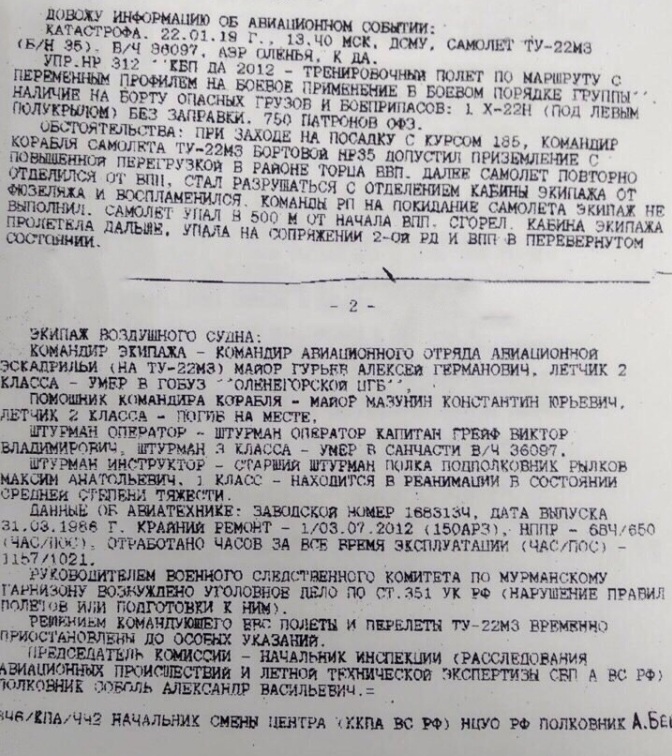 ДОВОЖУ ИНФОРМАЦИЮ ОБ АВИАЦИОННОМ СОБЫТИИ:
КАТАСТРОФА. 22.01.19 Г., 13.40 МСК, ДСМУ, САМОЛЕТ ТУ-22М3
(Б/Н 35). В/Ч 36097, АЭР ОЛЕНЬЯ, К ДА.
УПР.НР 312 ''КБП ДА 2012 - ТРЕНИРОВОЧНЫЙ ПОЛЕТ ПО МАРШРУТУ С
ПЕРЕМЕННЫМ ПРОФИЛЕМ НА БОЕВОЕ ПРИМЕНЕНИЕ В БОЕВОМ ПОРЯДКЕ ГРУППЫ''
НАЛИЧИЕ НА БОРТУ ОПАСНЫХ ГРУЗОВ И БОЕПРИПАСОВ: 1 Х-22Н (ПОД ЛЕВЫМ
ПОЛУКРЫЛОМ) БЕЗ ЗАПРАВКИ. 750 ПАТРОНОВ ОФЗ.
ОБСТОЯТЕЛЬСТВА: ПРИ ЗАХОДЕ НА ПОСАДКУ С КУРСОМ 185, КОМАНДИР
КОРАБЛЯ САМОЛЕТА ТУ-22М3 БОРТОВОЙ НР35 ДОПУСТИЛ ПРИЗЕМЛЕНИЕ С
ПОВЫШЕННОЙ ПЕРЕГРУЗКОЙ В РАЙОНЕ ТОРЦА ВПП. ДАЛЕЕ САМОЛЕТ ПОВТОРНО
ОТДЕЛИЛСЯ ОТ ВПП, СТАЛ РАЗРУШАТЬСЯ С ОТДЕЛЕНИЕМ КАБИНЫ ЭКИПАЖА ОТ
ФЮЗЕЛЯЖА И ВОСПЛАМЕНИЛСЯ. КОМАНДЫ РП НА ПОКИДАНИЕ САМОЛЕТА ЭКИПАЖ НЕ
ВЫПОЛНИЛ. САМОЛЕТ УПАЛ В 500 М ОТ НАЧАЛА ВПП. СГОРЕЛ. КАБИНА ЭКИПАЖА
ПРОЛЕТЕЛА ДАЛЬШЕ, УПАЛА НА СОПРЯЖЕНИИ 2-ОЙ РД И ВПП В ПЕРЕВЕРНУТОМ
СОСТОЯНИИ.
- 2 -
ЭКИПАЖ ВОЗДУШНОГО СУДНА:
КОМАНДИР ЭКИПАЖА - КОМАНДИР АВИАЦИОННОГО ОТРЯДА АВИАЦИОННОЙ
ЭСКАДРИЛЬИ (НА ТУ-22М3) МАЙОР ГУРЬЕВ АЛЕКСЕЙ ГЕРМАНОВИЧ, ЛЕТЧИК 2
КЛАССА - УМЕР В ГОБУЗ ''ОЛЕНЕГОРСКОЙ ЦГБ'',
ПОМОШНИК КОМАНДИРА КОРАБЛЯ - МАЙОР МАЗУНИН КОНСТАНТИН ЮРЬЕВИЧ,
ЛЕТЧИК 2 КЛАССА - ПОГИБ НА МЕСТЕ,
ШТУРМАН ОПЕРАТОР - ШТУРМАН ОПЕРАТОР КАПИТАН ГРЕЙФ ВИКТОР
ВЛАДИМИРОВИЧ, ШТУРМАН 3 КЛАССА - УМЕР В САНЧАСТИ В/Ч 36097,
ШТУРМАН ИНСТРУКТОР - СТАРШИЙ ШТУРМАН ПОЛКА ПОДПОЛКОВНИК РЫЛКОВ
МАКСИМ АНАТОЛЬЕВИЧ, 1 КЛАСС - НАХОДИТСЯ В РЕАНИМАЦИИ В СОСТОЯНИИ
СРЕДНЕЙ СТЕПЕНИ ТЯЖЕСТИ.
ДАННЫЕ ОБ АВИАТЕХНИКЕ: ЗАВОДСКОЙ НОМЕР 1683134, ДАТА ВЫПУСКА
31.03.1986 Г. КРАЙНИЙ РЕМОНТ - 1/03.07.2012 (150АРЗ), НППР - 684/650
(ЧАС/ПОС), ОТРАБОТАНО ЧАСОВ ЗА ВСЕ ВРЕМЯ ЭКСПЛУАТАЦИИ (ЧАС/ПОС) -
1157/1021.
РУКОВОДИТЕЛЕМ ВОЕННОГО СЛЕДСТВЕННОГО КОМИТЕТА ПО МУРМАНСКОМУ
ГАРНИЗОНУ ВОЗБУЖДЕНО УГОЛОВНОЕ ДЕЛО ПО СТ.351 УК РФ (НАРУШЕНИЕ ПРАВИЛ
ПОЛЕТОВ ИЛИ ПОДГОТОВКИ К НИМ).
РЕШЕНИЕМ КОМАНДУЮЩЕГО ВВС ПОЛЕТЫ И ПЕРЕЛЕТЫ ТУ-22М3 ВРЕМЕННО
ПРИОСТАНОВЛЕНЫ ДО ОСОБЫХ УКАЗАНИЙ.
ПРЕДСЕДАТЕЛЬ КОМИССИИ - НАЧАЛЬНИК ИНСПЕКЦИИ (РАССЛЕДОВАНИЯ
АВИАЦИОННЫХ ПРОИСШЕСТВИЙ И ЛЕТНОЙ ТЕХНИЧЕСКОЙ ЭКСПЕРТИЗЫ СБП А ВС РФ)
ПОЛКОВНИК СОБОЛЬ АЛЕКСАНДР ВАСИЛЬЕВИЧ.=
НАЧАЛЬНИК СМЕНЫ ЦЕНТРА (ККПА ВС РФ) НЦУО РФ ПОЛКОВНИК А.